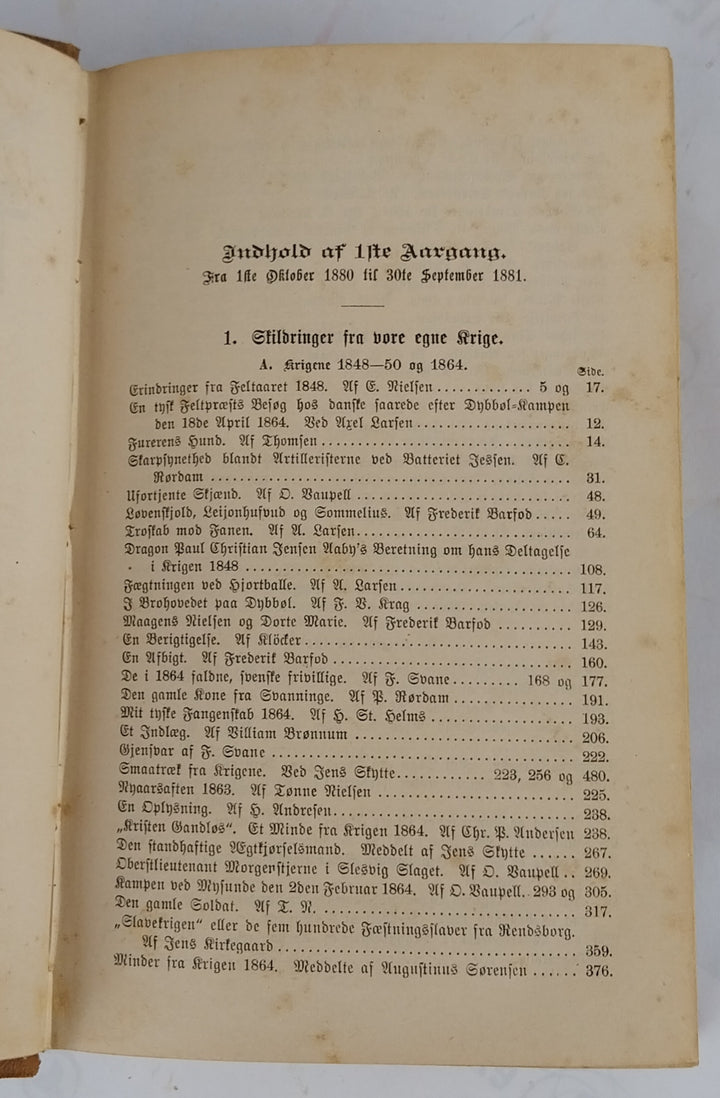 Indhold af 1ste Aargang.
Fra 1ste Oktober 1880 til 30te September 1881.
1. Skildringer fra vore egne Krige.
A. Krigene 1848—50 og 1864.
Side.
Erindringer fra Feltaaret 1848. Af E. Nielsen ............. 5 og 17.
En tysk Feltpræsts Besøg hos danske saarede efter Dybbøl-Kampen
den 18de April 1864. Ved Axel Larsen .................... 12.
Furerens Hund. Af Thomsen ................................ 14.
Skarpsynethed blandt Artilleristerne ved Batteriet Jessen. Af C.
Rørdam .................................................. 31.
Ufortjente Skjænd. Af O. Vaupell ........................... 48.
Løvenskjold, Leijonhufvud og Sommelius. Af Frederik Barfod ..... 49.
Troskab mod Fanen. Af A. Larsen............................ 64.
Dragon Paul Christian Jensen Aaby's Beretning om hans Deltagelse
i Krigen 1848 ............................................. 108.
Fægtningen ved Hjortballe. Af A. Larsen...................... 117.
I Brohovedet paa Dybbøl. Af F. V. Krag .................... 126.
Maagens Nielsen og Dorte Marie. Af Frederik Barfod .......... 129.
En Berigtigelse. Af Klöcker.................................. 143.
En Afbigt. Af Frederik Barfod ............................... 160.
De i 1864 faldne, svenske frivillige. Af F. Svane......... 168 og 177.
Den gamle Kone fra Svanninge. Af P. Rørdam ................ 191.
Mit tyske Fangenskab 1864. Af H. St. Helms .................. 193.
Et Indlæg. Af Villiam Brønnum ............................. 206.
Gjensvar af F. Svane ....................................... 222.
Smaatræk fra Krigene. Ved Jens Skytte............ 223, 256 og 480.
Nyaarsaften 1863. Af Tønne Nielsen ......................... 225.
En Oplysning. Af H. Andresen............................... 238.
„Kristen Gandløs“. Et Minde fra Krigen 1864. Af Chr. P. Andersen 238.
Den standhaftige Ægtkjørselsmand. Meddelt af Jens Skytte ...... 267.
Oberstlieutenant Morgenstjerne i Slesvig Slaget. Af O. Vaupell .. 269.
Kampen ved Mysunde den 2den Februar 1864. Af O. Vaupell. 293 og 305.
Den gamle Soldat. Af T. N. ................................ 317.
„Slavekrigen“ eller de fem hundrede Fæstningsslaver fra Rendsborg.
Af Jens Kirkegaard ........................................ 359.
Minder fra Krigen 1864. Meddelte af Augustinus Sørensen ...... 376.